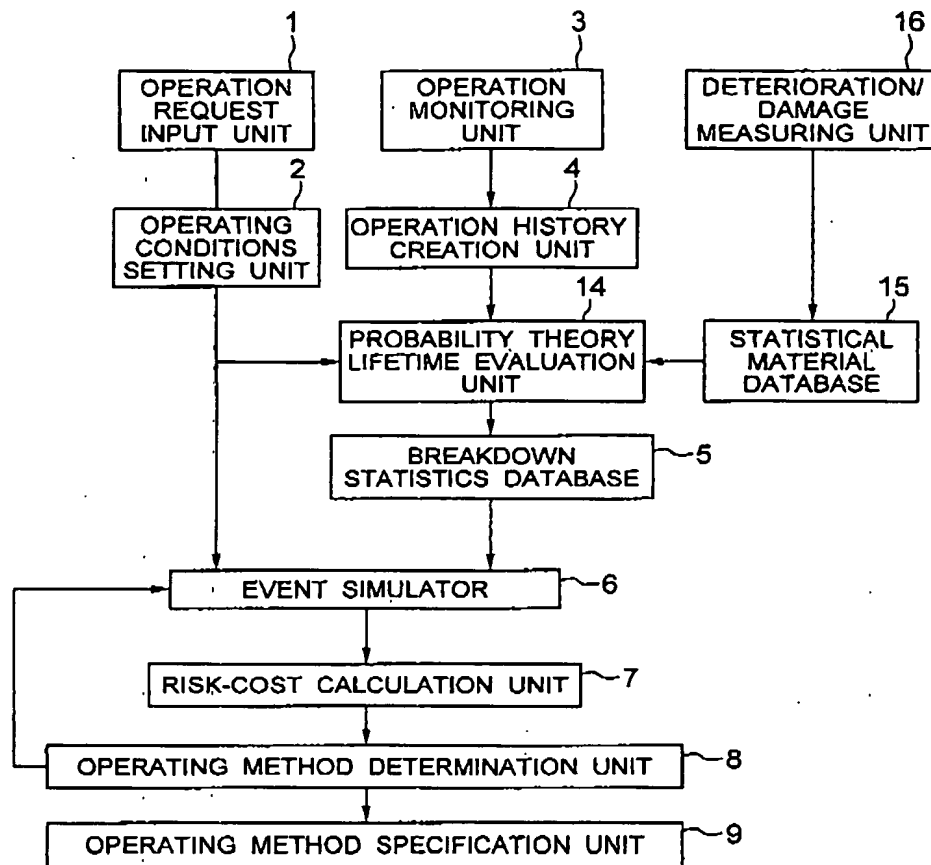 1
OPERATION
REQUEST
INPUT UNIT
3
OPERATION
MONITORING
UNIT
16
DETERIORATION/
DAMAGE
MEASURING UNIT
2
OPERATING
CONDITIONS
SETTING UNIT
4
OPERATION HISTORY
CREATION UNIT
14
PROBABILITY THEORY
LIFETIME EVALUATION
UNIT
15
STATISTICAL
MATERIAL
DATABASE
BREAKDOWN
STATISTICS DATABASE
5
EVENT SIMULATOR
6
RISK-COST CALCULATION UNIT
7
OPERATING METHOD DETERMINATION UNIT
8
OPERATING METHOD SPECIFICATION UNIT
9